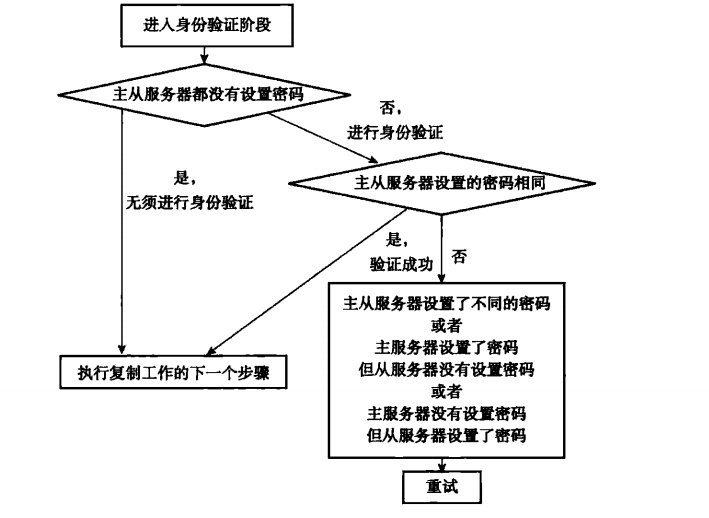 进入身份验证阶段
主从服务器都没有设置密码
否，
进行身份验证
主从服务器设置的密码相同
是，
无须进行身份验证
是，
验证成功
否
主从服务器设置了不同的密码
或者
主服务器设置了密码
但从服务器没有设置密码
或者
主服务器没有设置密码
但从服务器设置了密码
执行复制工作的下一个步骤
重试